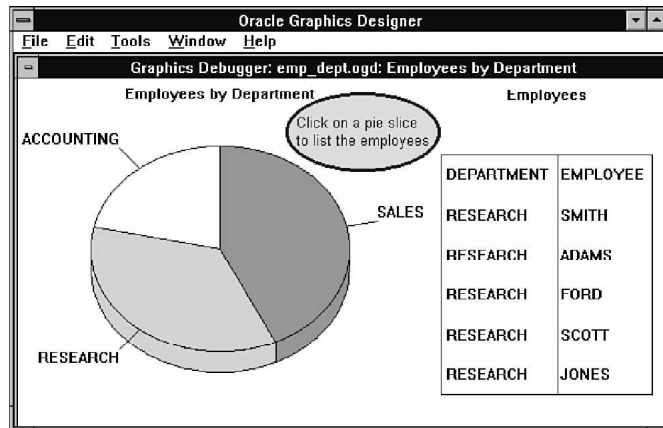 Oracle Graphics Designer
File Edit Tools Window Help
Graphics Debugger: emp_dept.ogd: Employees by Department
Employees by Department
Click on a pie slice
to list the employees
Employees
ACCOUNTING
SALES
RESEARCH
DEPARTMENT EMPLOYEE
RESEARCH SMITH
RESEARCH ADAMS
RESEARCH FORD
RESEARCH SCOTT
RESEARCH JONES